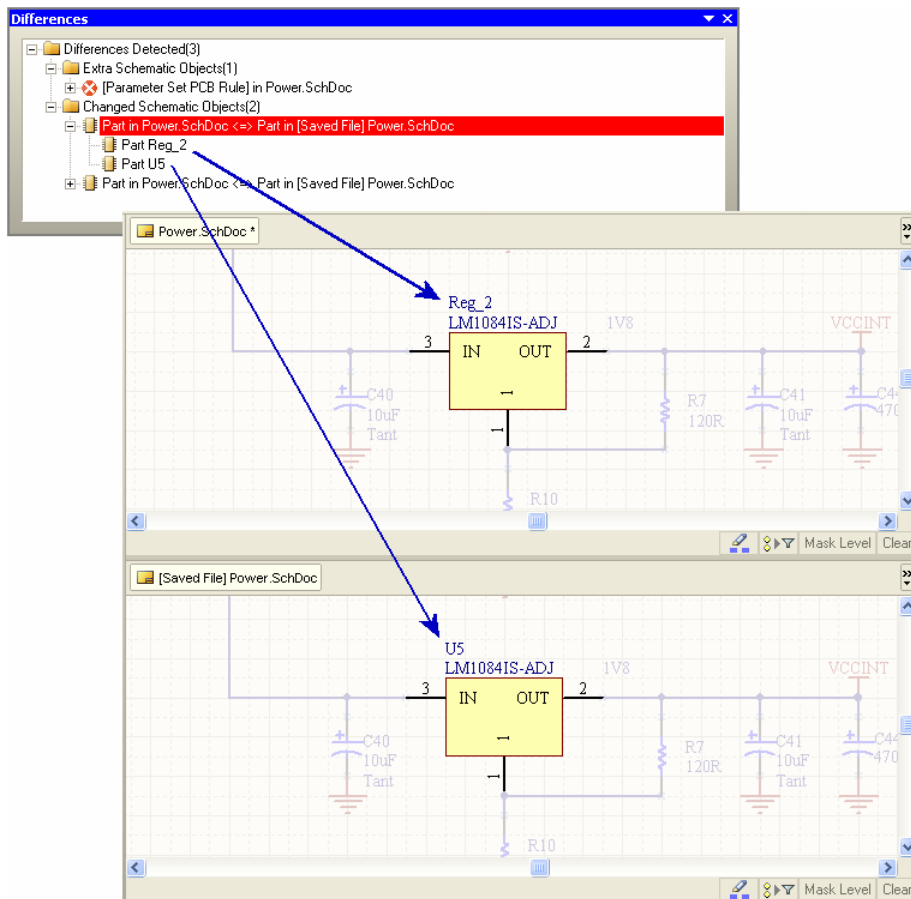 Differences
Differences Detected(3)
Extra Schematic Objects(1)
[Parameter Set PCB Rule] in Power.SchDoc
Changed Schematic Objects(2)
Part in Power.SchDoc <=> Part in [Saved File] Power.SchDoc
Part Reg_2
Part U5
Part in Power.SchDoc <=> Part in [Saved File] Power.SchDoc
Power.SchDoc *
Reg_2
LM1084IS-ADJ
1V8
VCCINT
3
IN
OUT
2
1
1
C40
10uF
Tant
R7
120R
C41
10uF
Tant
C44
470
R10
Mask Level
Clear
[Saved File] Power.SchDoc
U5
LM1084IS-ADJ
1V8
VCCINT
3
IN
OUT
2
1
1
C40
10uF
Tant
R7
120R
C41
10uF
Tant
C44
470
R10
Mask Level
Clear